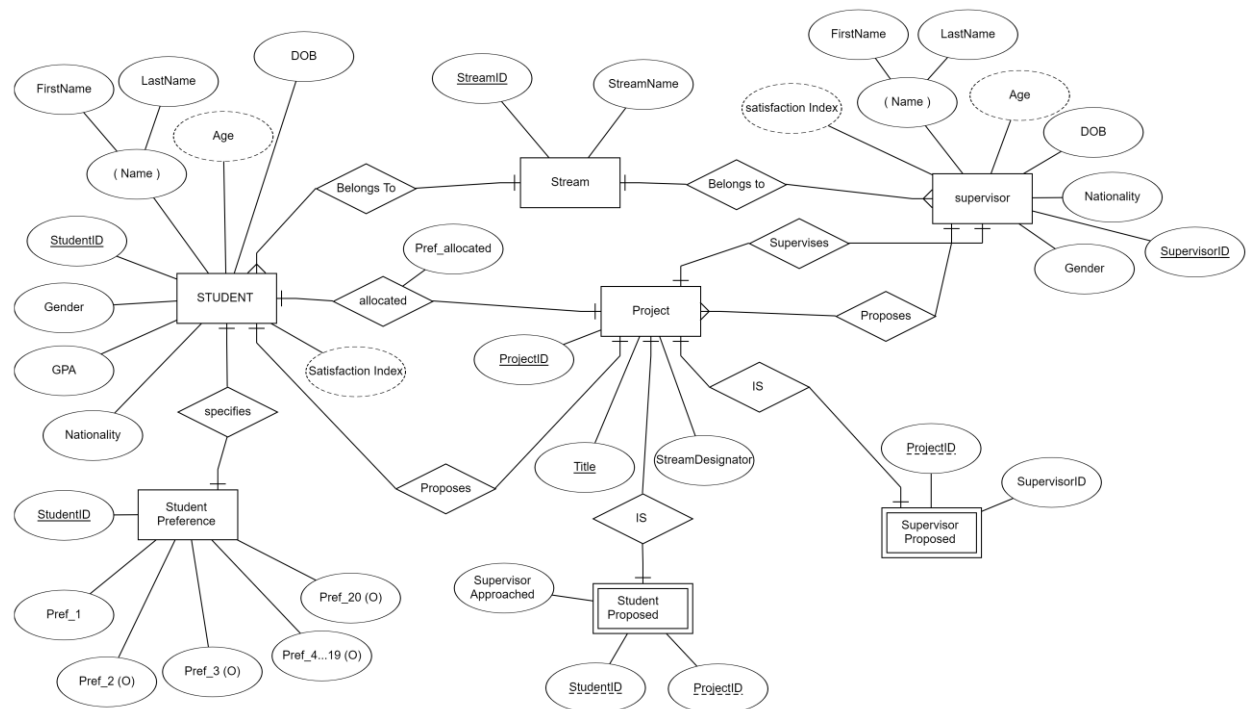 FirstName
LastName
DOB
( Name )
Age
StreamID
StreamName
FirstName
LastName
satisfaction Index
( Name )
Age
DOB
Belongs To
Stream
Belongs to
supervisor
Nationality
SupervisorID
Gender
StudentID
Pref_allocated
Supervises
Gender
STUDENT
allocated
Project
Proposes
ProjectID
GPA
Satisfaction Index
Nationality
specifies
IS
Title
StreamDesignator
ProjectID
SupervisorID
Proposes
Student
Preference
StudentID
IS
Supervisor
Proposed
Supervisor
Approached
Student
Proposed
Pref_1
Pref_2 (O)
Pref_3 (O)
Pref_4...19 (O)
Pref_20 (O)
StudentID
ProjectID